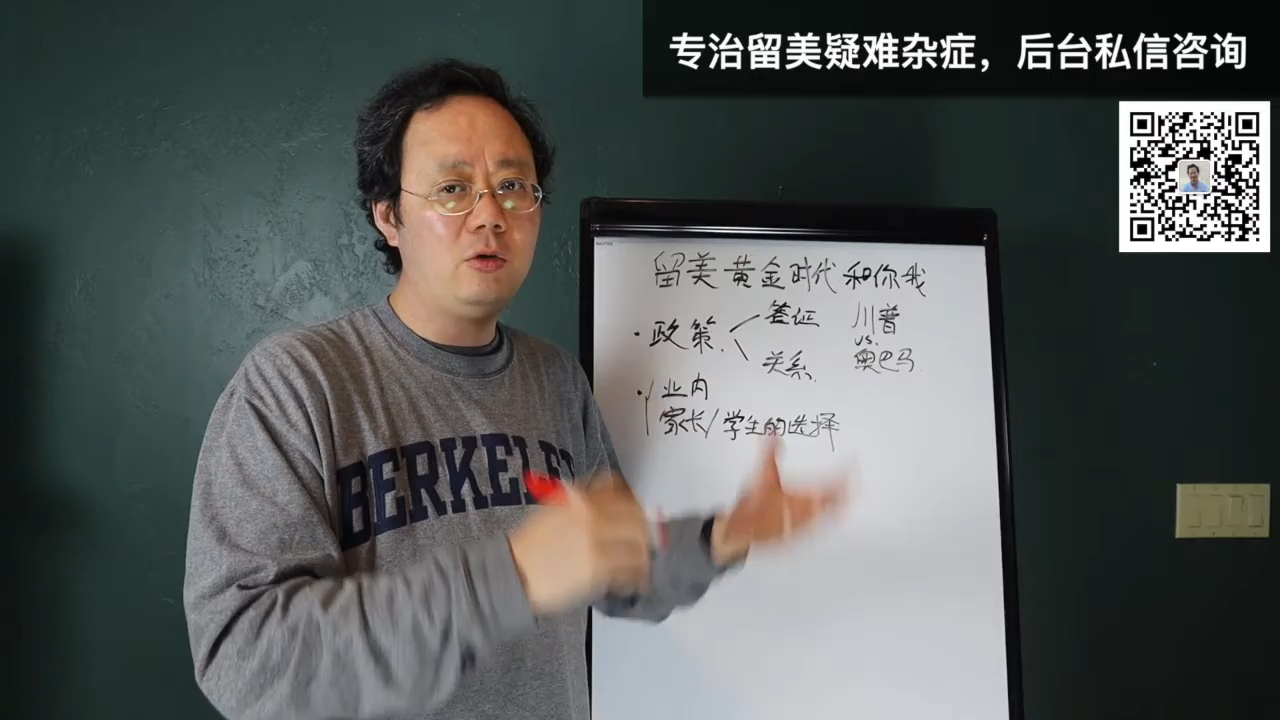 专治留美疑难杂症，后台私信咨询
留美黄金时代和你我
·政策
签证
关系
川普
vs.
奥巴马
·业内
家长/学生的选择
BERKELEY